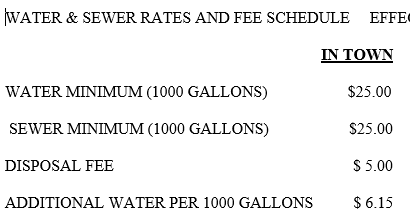 WATER & SEWER RATES AND FEE SCHEDULE
IN TOWN
WATER MINIMUM (1000 GALLONS) $25.00
SEWER MINIMUM (1000 GALLONS) $25.00
DISPOSAL FEE $ 5.00
ADDITIONAL WATER PER 1000 GALLONS $ 6.15